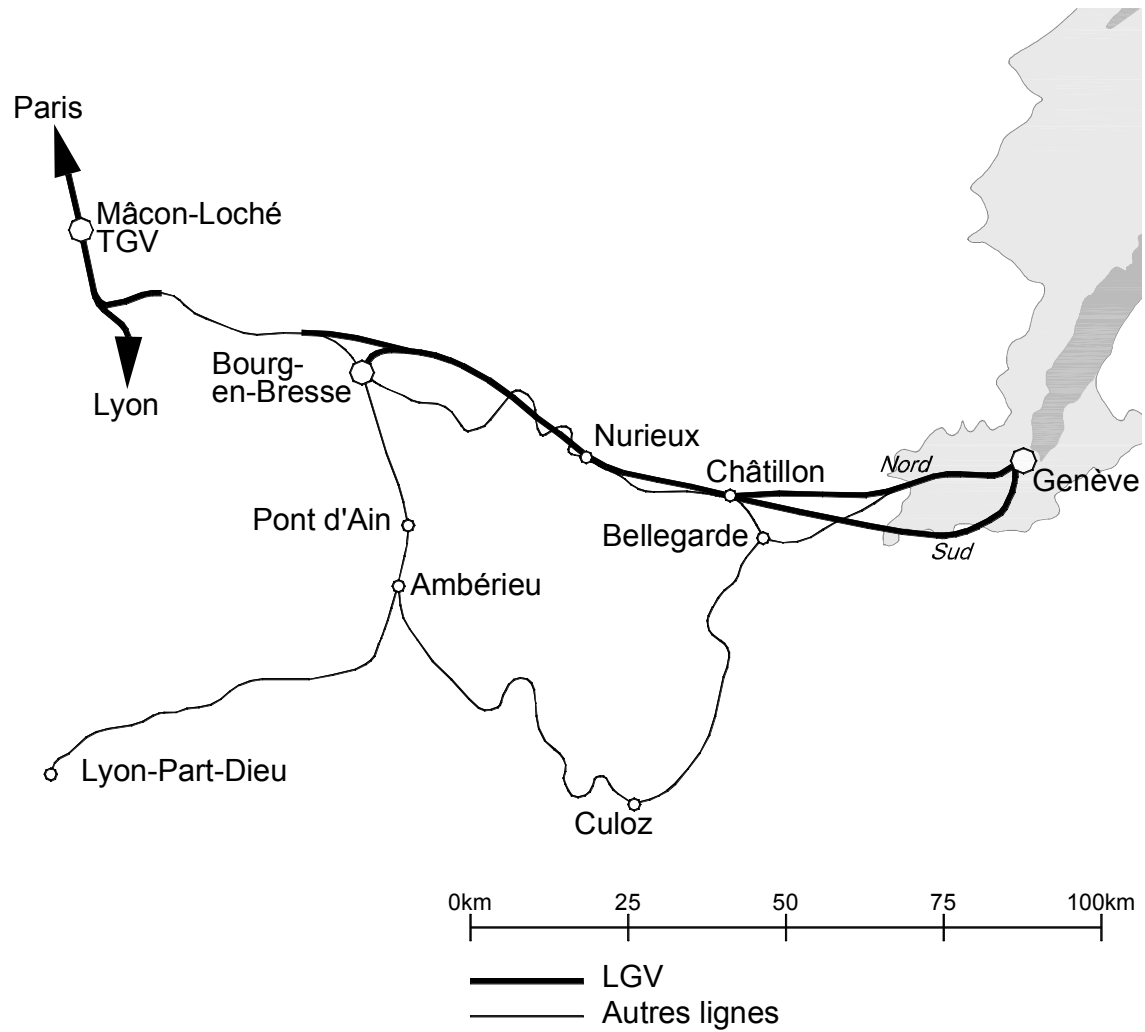 Paris
Mâcon-Loché
TGV
Lyon
Bourg-
en-Bresse
Nurieux
Châtillon
Nord
Genève
Pont d'Ain
Bellegarde
Sud
Ambérieu
Lyon-Part-Dieu
Culoz
0km 25 50 75 100km
LGV
Autres lignes